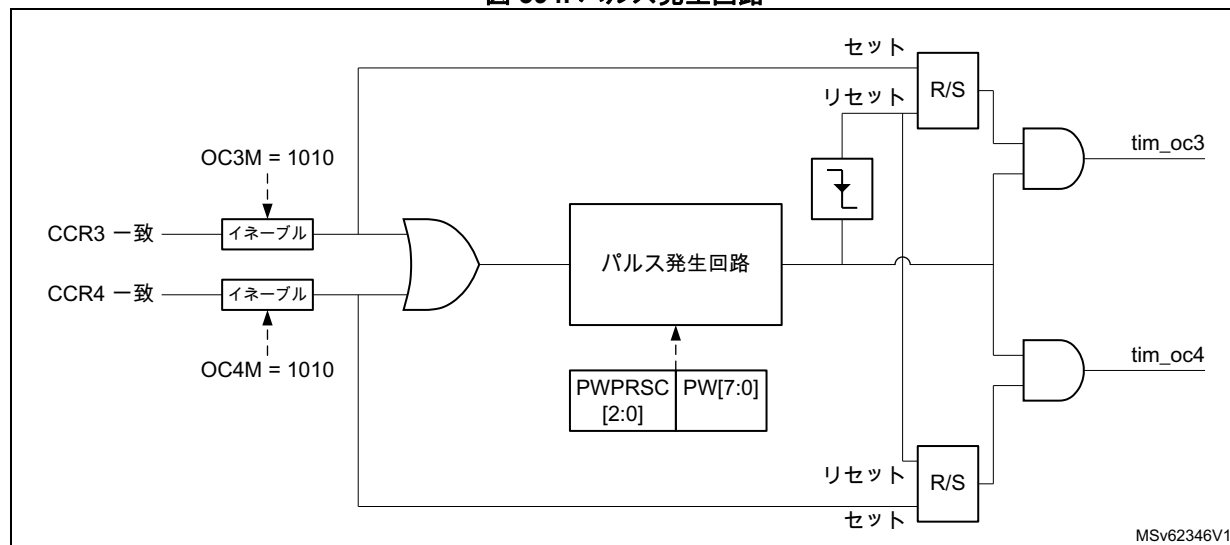 セット
リセット
R/S
OC3M = 1010
tim_oc3
CCR3 一致
イネーブル
パルス発生回路
CCR4 一致
イネーブル
OC4M = 1010
tim_oc4
PWPRSC
[2:0]
PW[7:0]
リセット
R/S
セット
MSv62346V1